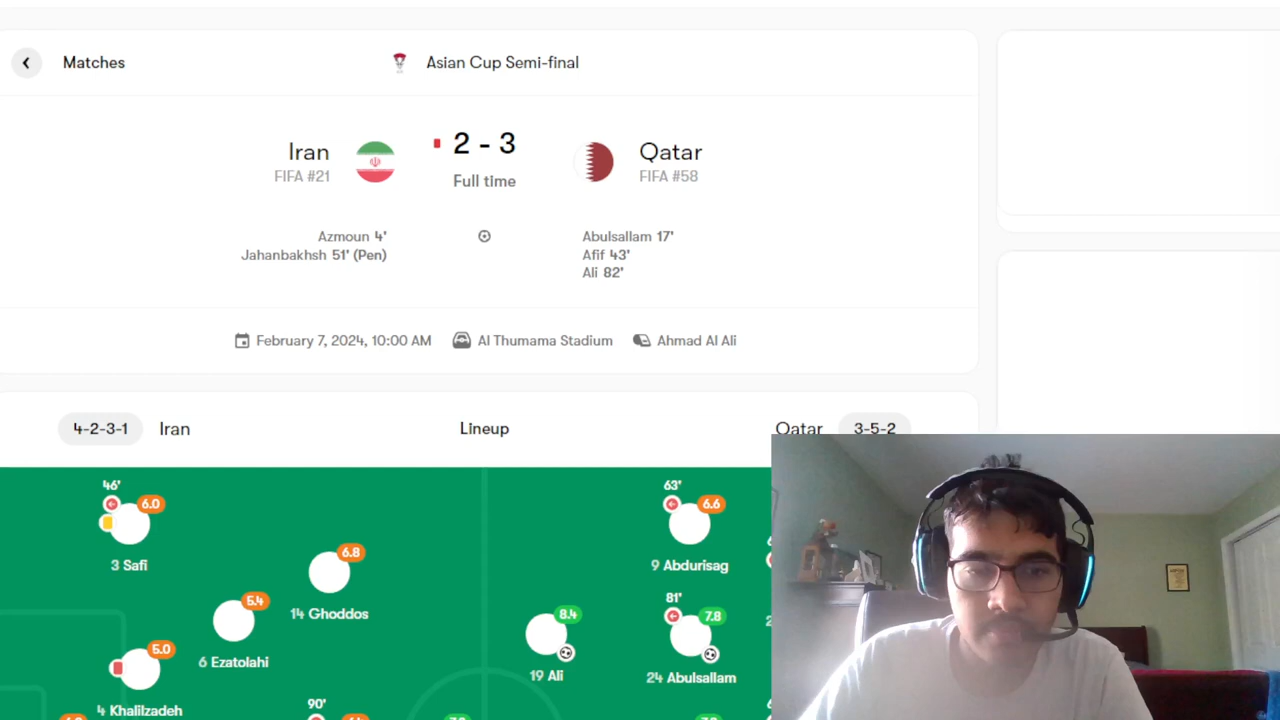 Matches
Asian Cup Semi-final
Iran
FIFA #21
2 - 3
Full time
Qatar
FIFA #58
Azmoun 4'
Jahanbakhsh 51' (Pen)
Abulsallam 17'
Afif 43'
Ali 82'
February 7, 2024, 10:00 AM
Al Thumama Stadium
Ahmad Al Ali
4-2-3-1
Iran
Lineup
Qatar
3-5-2
46'
6.0
3 Safi
6.8
14 Ghoddos
5.4
6 Ezatolahi
5.0
4 Khalilzadeh
90'
63'
6.6
9 Abdurisag
8.4
19 Ali
81'
7.8
24 Abulsallam